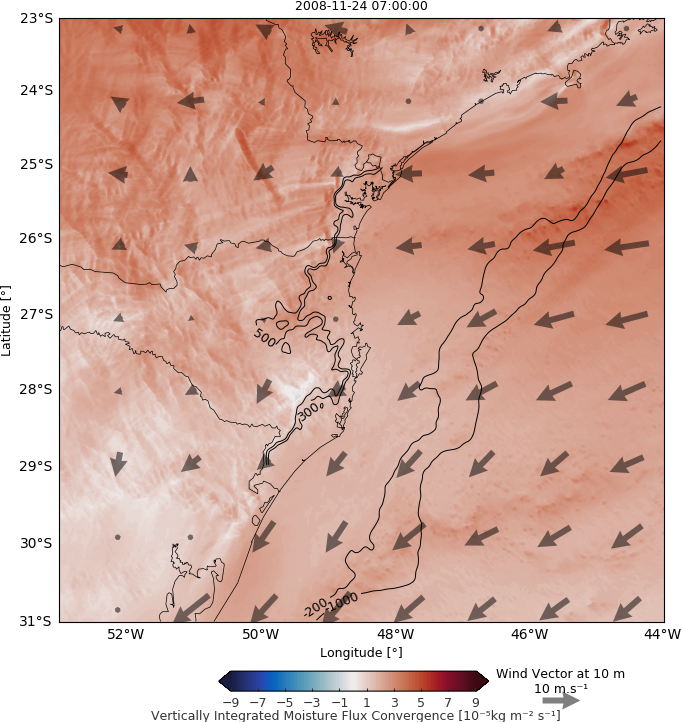 2008-11-24 07:00:00
23°S
24°S
25°S
26°S
27°S
28°S
29°S
30°S
31°S
Latitude [°]
500
300
-200
-1000
52°W 50°W 48°W 46°W 44°W
Longitude [°]
Wind Vector at 10 m
10 m.s⁻¹
−9 −7 −5 −3 −1 1 3 5 7 9
Vertically Integrated Moisture Flux Convergence [10⁻⁵kg m⁻² s⁻¹]